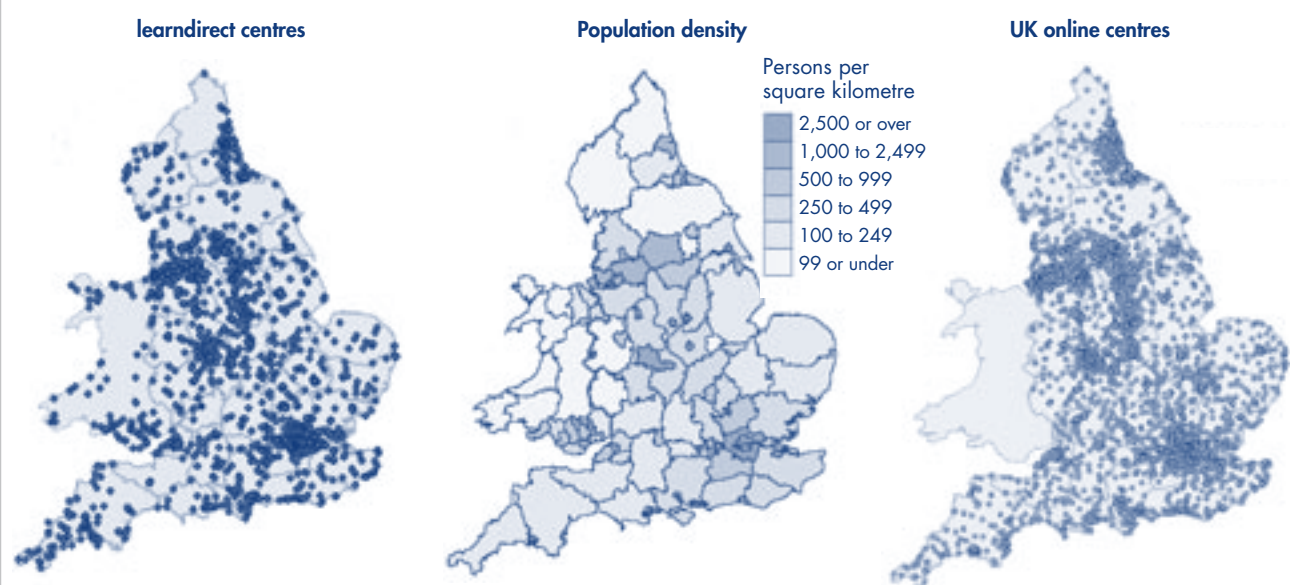 learndirect centres
Population density
UK online centres
Persons per
square kilometre
2,500 or over
1,000 to 2,499
500 to 999
250 to 499
100 to 249
99 or under